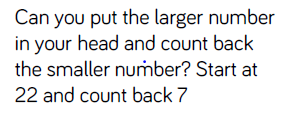 Can you put the larger number
in your head and count back
the smaller number? Start at
22 and count back 7